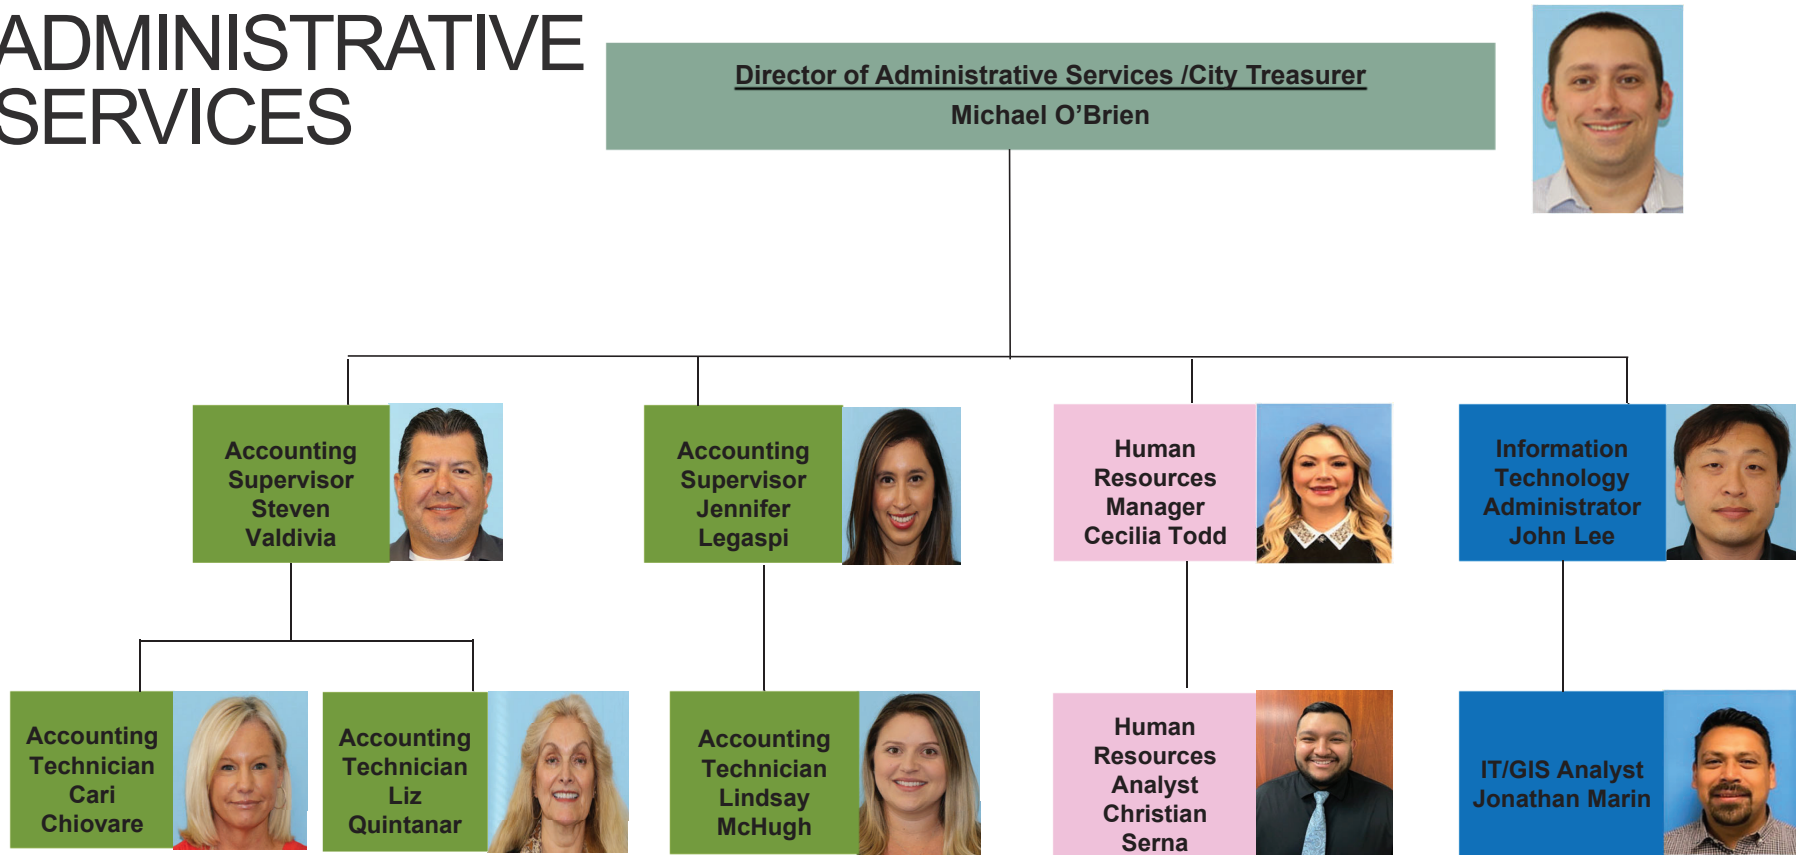 ADMINISTRATIVE
SERVICES
Director of Administrative Services /City Treasurer
Michael O’Brien
Accounting
Supervisor
Steven
Valdivia
Accounting
Supervisor
Jennifer
Legaspi
Human
Resources
Manager
Cecilia Todd
Information
Technology
Administrator
John Lee
Accounting
Technician
Cari
Chiovare
Accounting
Technician
Liz
Quintanar
Accounting
Technician
Lindsay
McHugh
Human
Resources
Analyst
Christian
Serna
IT/GIS Analyst
Jonathan Marin